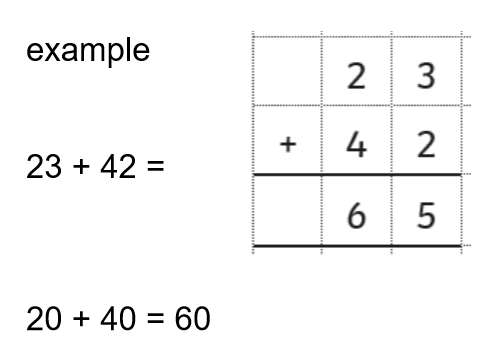 example
23 + 42 =
2 3
+ 4 2
6 5
20 + 40 = 60